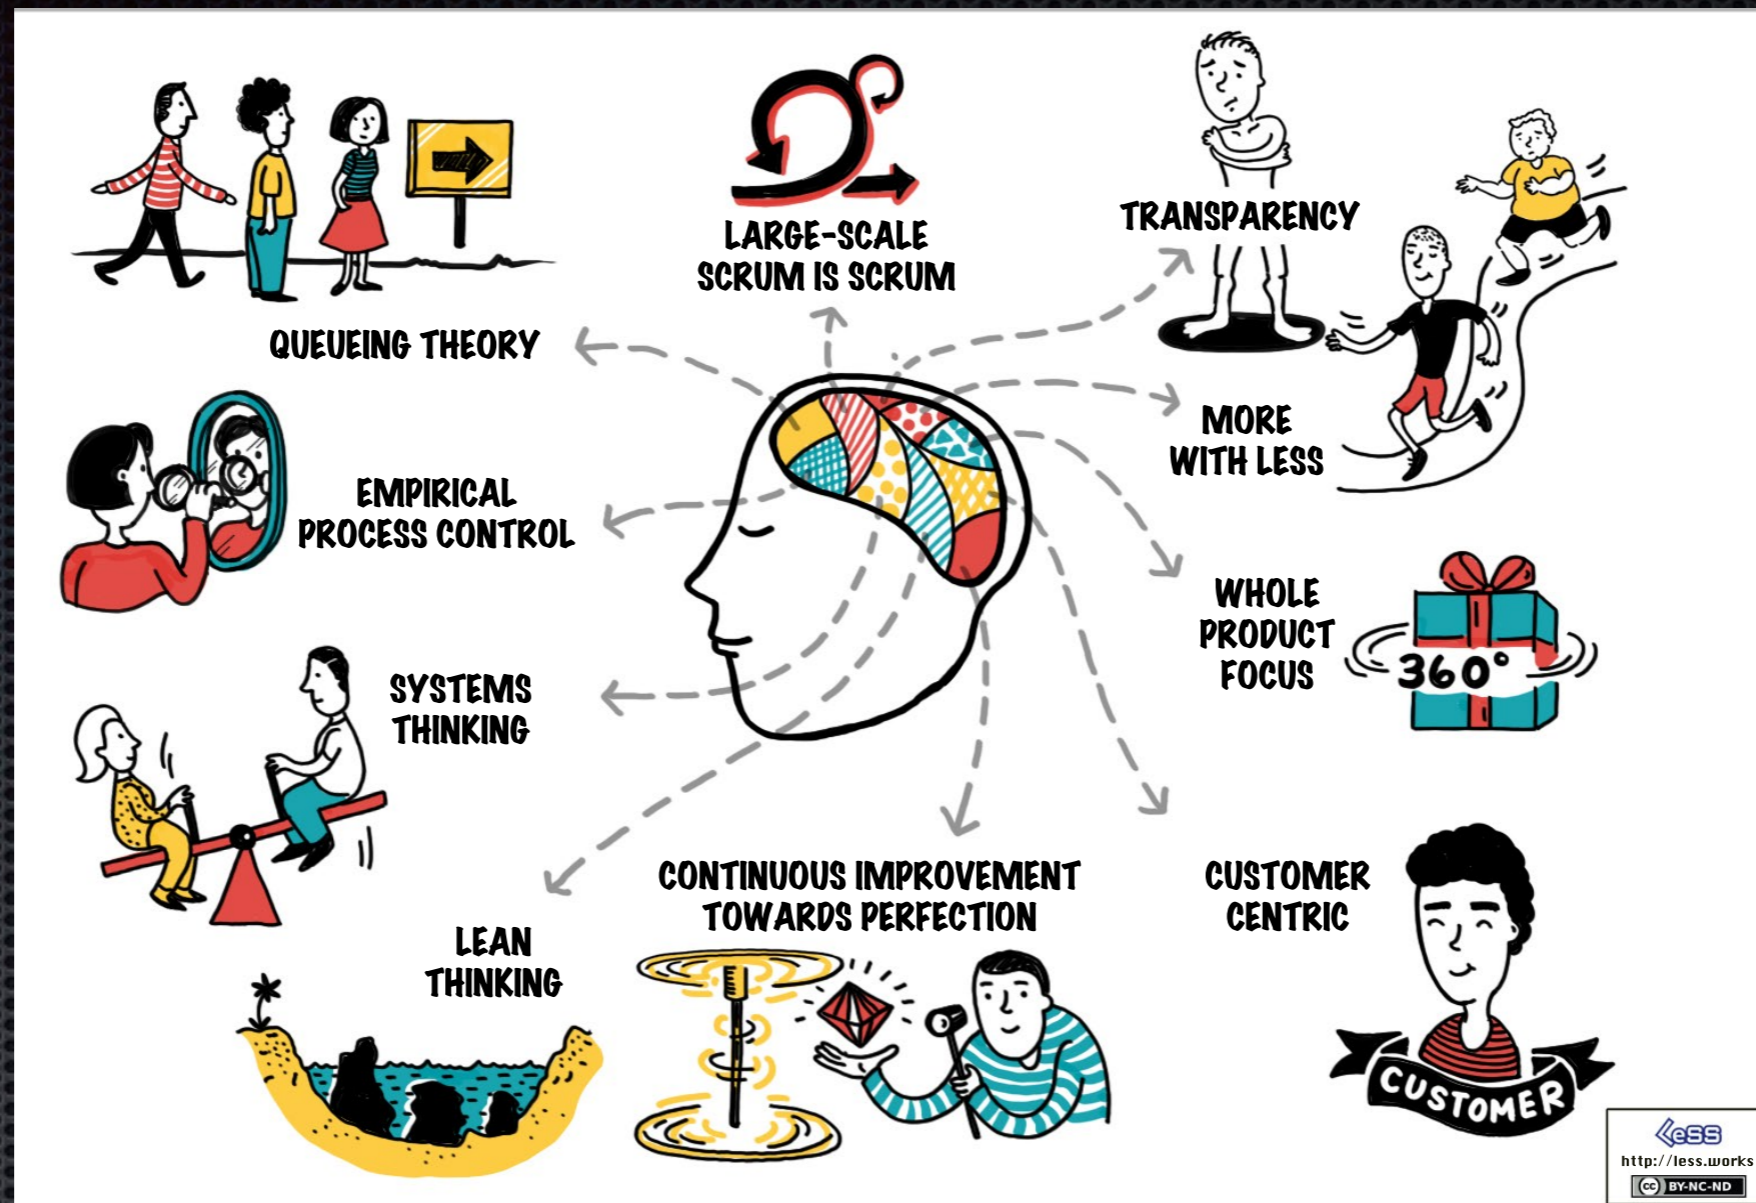 LARGE-SCALE
SCRUM IS SCRUM
TRANSPARENCY
QUEUEING THEORY
MORE
WITH LESS
EMPIRICAL
PROCESS CONTROL
WHOLE
PRODUCT
FOCUS
360°
SYSTEMS
THINKING
CONTINUOUS IMPROVEMENT
TOWARDS PERFECTION
CUSTOMER
CENTRIC
LEAN
THINKING
CUSTOMER
LeSS
http://less.works
cc BY-NC-ND